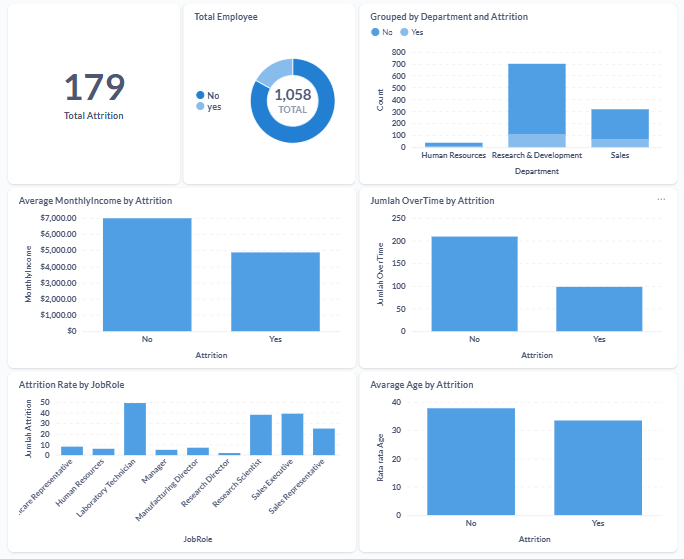 179
Total Attrition
Total Employee
No
yes
1,058
TOTAL
Grouped by Department and Attrition
No Yes
Count
800
700
600
500
400
300
200
100
0
Human Resources Research & Development Sales
Department
Average MonthlyIncome by Attrition
MonthlyIncome
$7,000.00
$6,000.00
$5,000.00
$4,000.00
$3,000.00
$2,000.00
$1,000.00
$0
No Yes
Attrition
Jumlah OverTime by Attrition
...
Jumlah OverTime
250
200
150
100
50
0
No Yes
Attrition
Attrition Rate by JobRole
Jumlah Attrition
50
40
30
20
10
0
...care Representative
Human Resources
Laboratory Technician
Manager
Manufacturing Director
Research Director
Research Scientist
Sales Executive
Sales Representative
JobRole
Avarage Age by Attrition
Rata rata Age
40
30
20
10
0
No Yes
Attrition